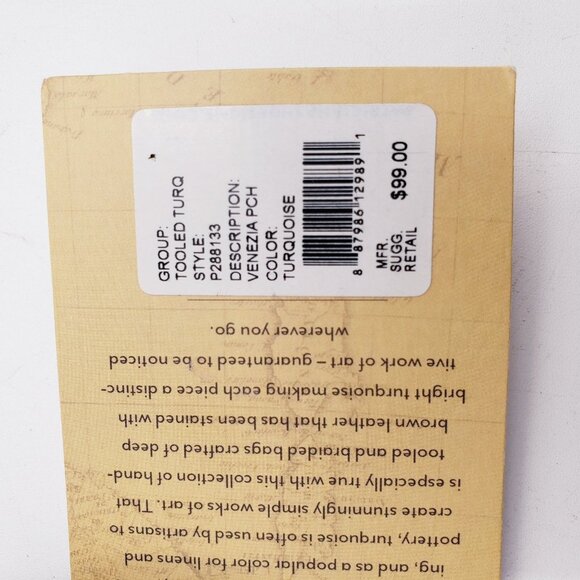 GROUP:
TOOLED TURQ
STYLE:
P288133
DESCRIPTION:
VENEZIA PCH
COLOR:
TURQUOISE
8 87986 12989 1
MFR.
SUGG. $99.00
RETAIL
ing, and as a popular color for linens and
pottery, turquoise is often used by artisans to
create stunningly simple works of art. That
is especially true with this collection of hand-
tooled and braided bags crafted of deep
brown leather that has been stained with
bright turquoise making each piece a distinc-
tive work of art – guaranteed to be noticed
wherever you go.